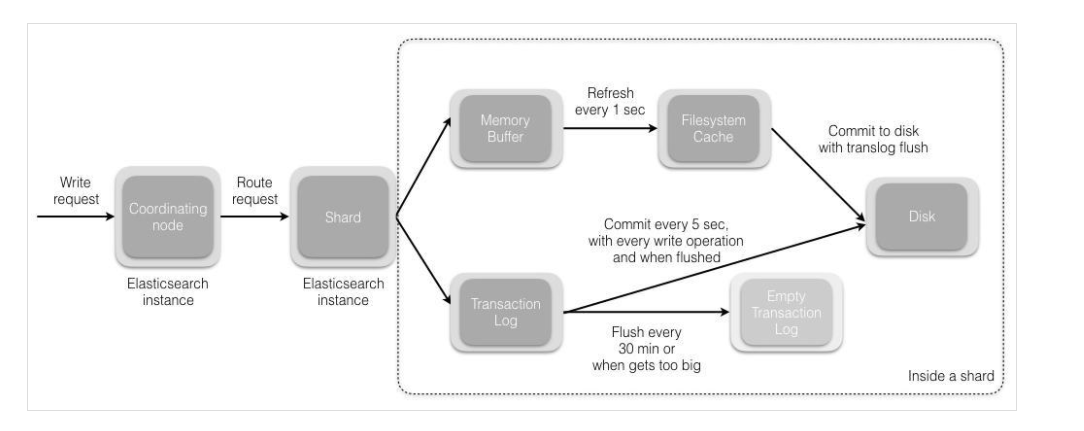 Write
request
Coordinating
node
Elasticsearch
instance
Route
request
Shard
Elasticsearch
instance
Memory
Buffer
Refresh
every 1 sec
Filesystem
Cache
Commit to disk
with translog flush
Disk
Commit every 5 sec,
with every write operation
and when flushed
Transaction
Log
Flush every
30 min or
when gets too big
Empty
Transaction
Log
Inside a shard